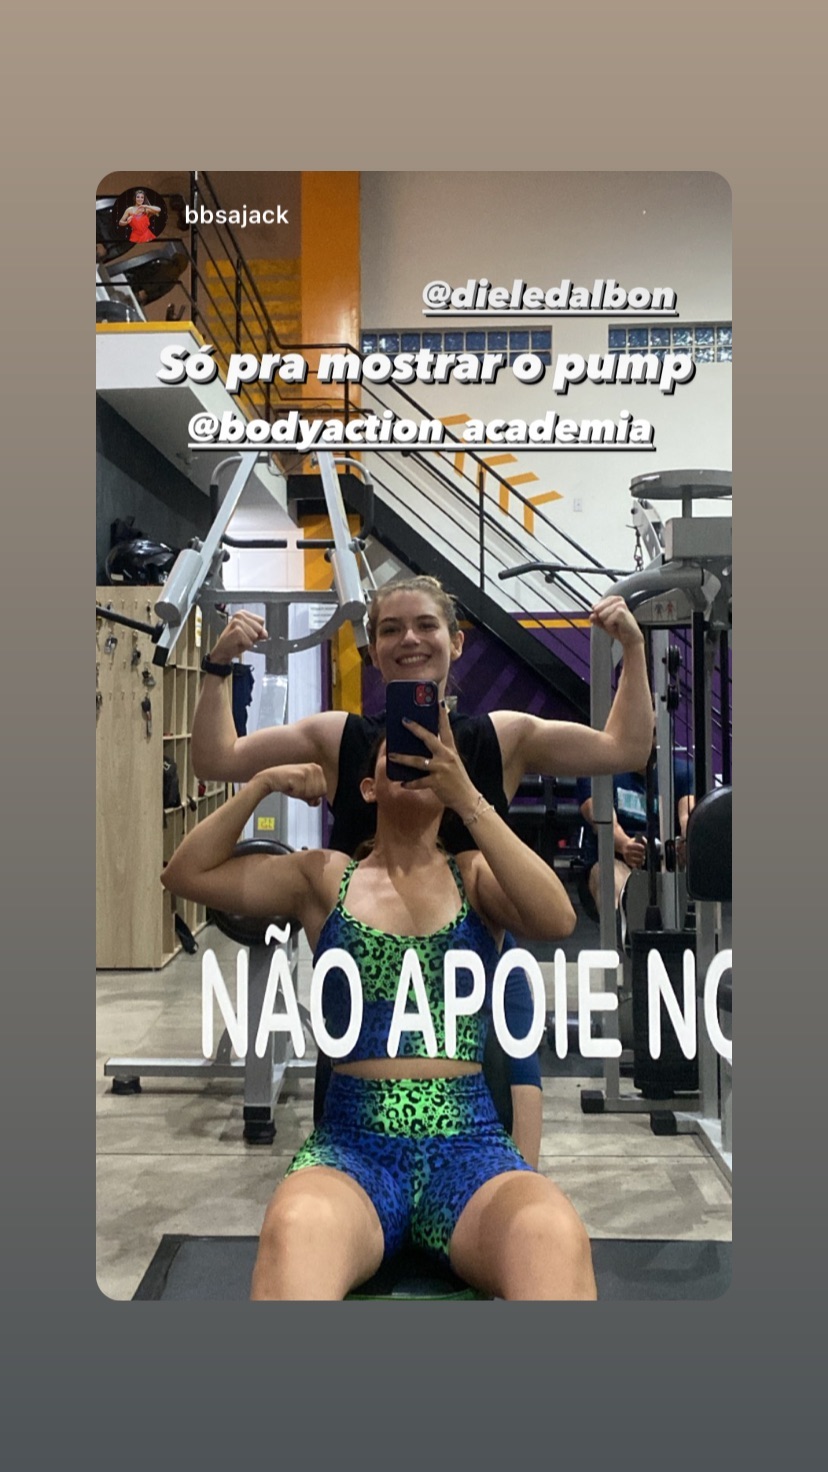 bbsajack
@dieledalbon
Só pra mostrar o pump
@bodyaction_academia
NÃO APOIE NO